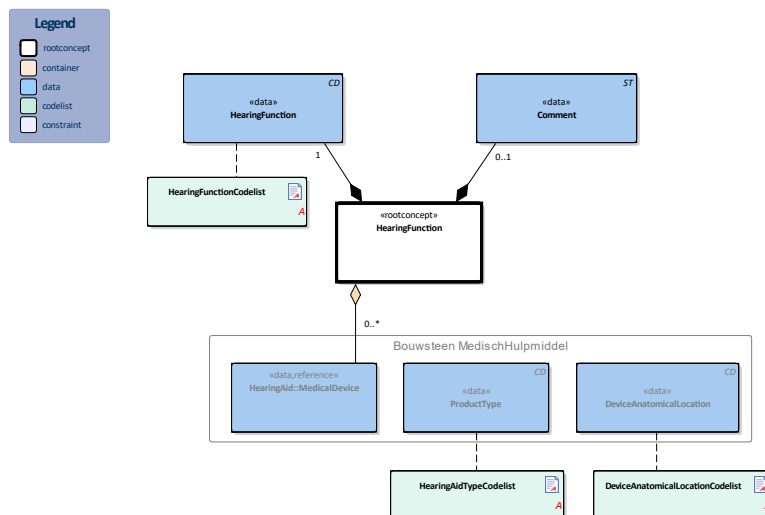 Legend
rootconcept
container
data
codelist
constraint
CD
«data»
HearingFunction
ST
«data»
Comment
1
0..1
HearingFunctionCodelist
A
«rootconcept»
HearingFunction
0..*
Bouwsteen MedischHulpmiddel
«data,reference»
HearingAid::MedicalDevice
CD
«data»
ProductType
CD
«data»
DeviceAnatomicalLocation
HearingAidTypeCodelist
A
DeviceAnatomicalLocationCodelist